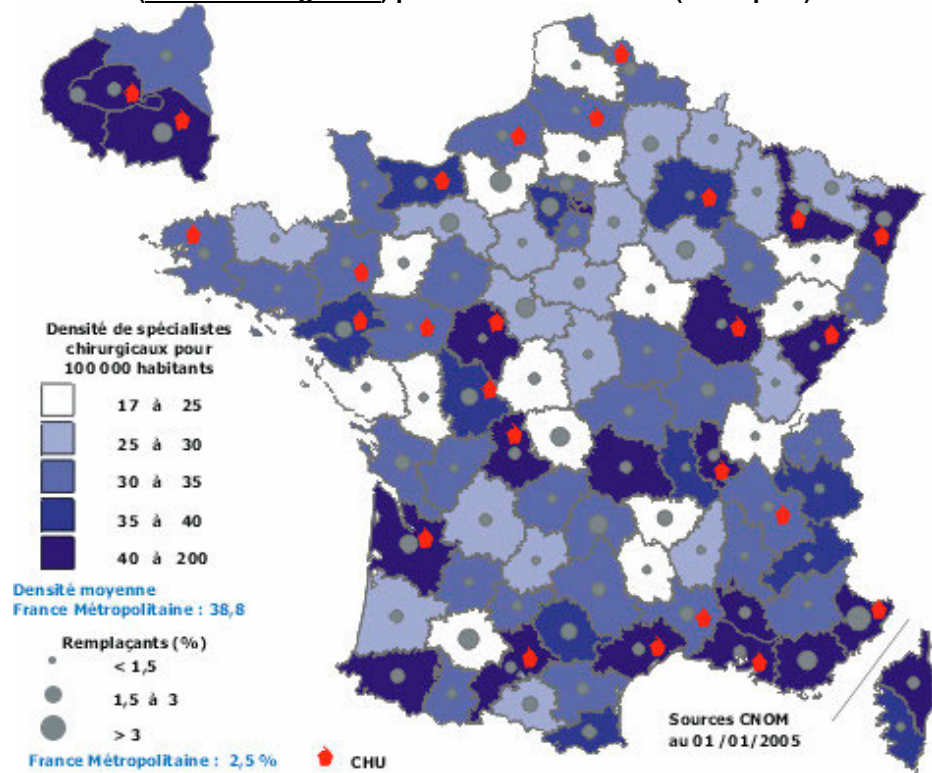 Densité de spécialistes
chirurgicaux pour
100 000 habitants
17 à 25
25 à 30
30 à 35
35 à 40
40 à 200
Densité moyenne
France Métropolitaine : 38,8
Remplaçants (%)
< 1,5
1,5 à 3
> 3
France Métropolitaine : 2,5 %
CHU
Sources CNOM
au 01/01/2005